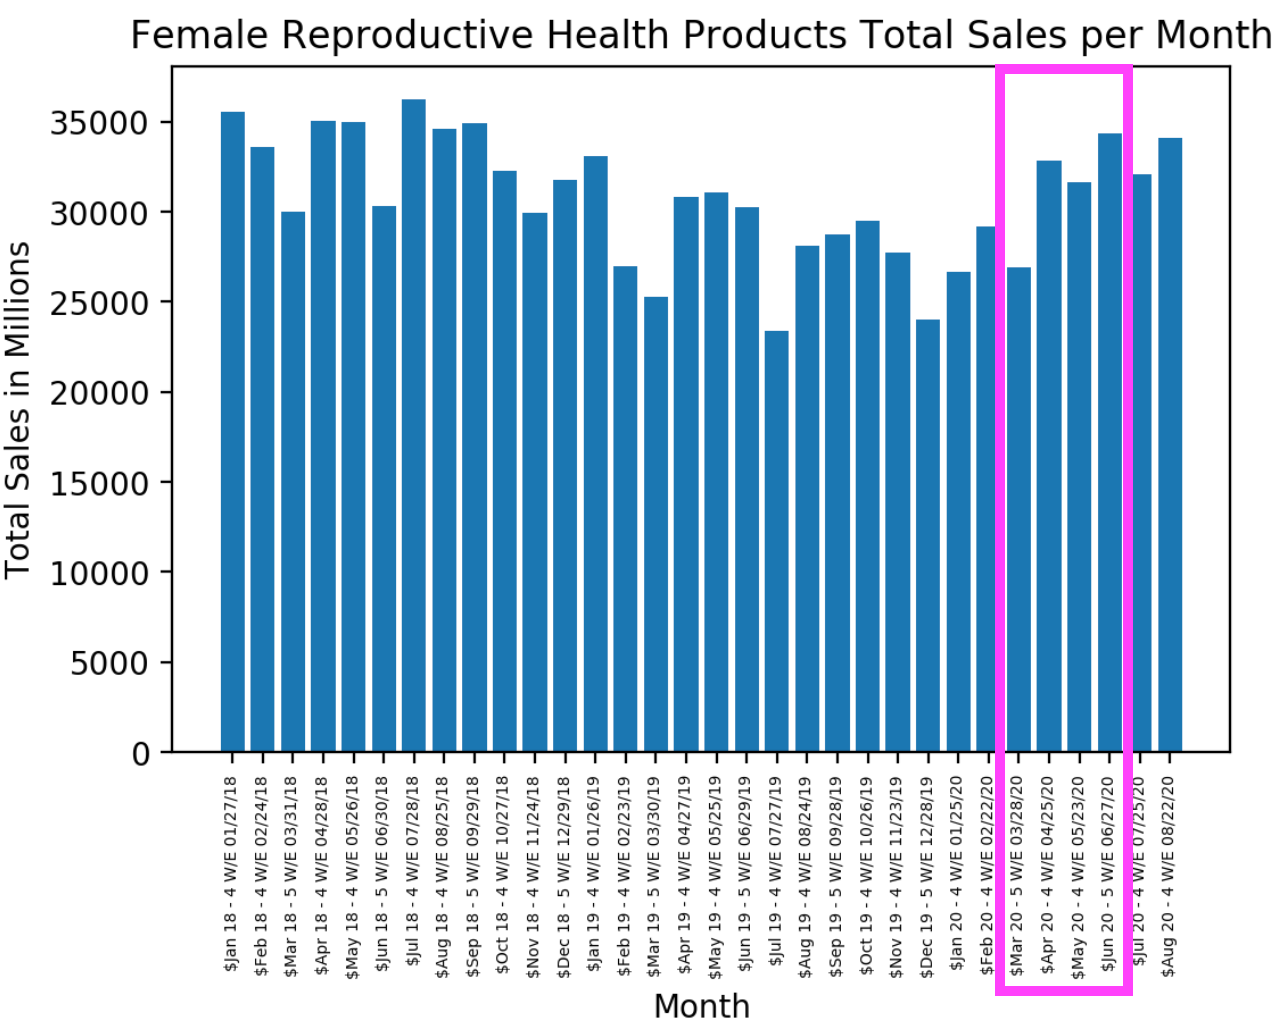 Female Reproductive Health Products Total Sales per Month
Total Sales in Millions
35000
30000
25000
20000
15000
10000
5000
0
$Jan 18 - 4 W/E 01/27/18
$Feb 18 - 4 W/E 02/24/18
$Mar 18 - 5 W/E 03/31/18
$Apr 18 - 4 W/E 04/28/18
$May 18 - 4 W/E 05/26/18
$Jun 18 - 5 W/E 06/30/18
$Jul 18 - 4 W/E 07/28/18
$Aug 18 - 4 W/E 08/25/18
$Sep 18 - 5 W/E 09/29/18
$Oct 18 - 4 W/E 10/27/18
$Nov 18 - 4 W/E 11/24/18
$Dec 18 - 5 W/E 12/29/18
$Jan 19 - 4 W/E 01/26/19
$Feb 19 - 4 W/E 02/23/19
$Mar 19 - 5 W/E 03/30/19
$Apr 19 - 4 W/E 04/27/19
$May 19 - 4 W/E 05/25/19
$Jun 19 - 5 W/E 06/29/19
$Jul 19 - 4 W/E 07/27/19
$Aug 19 - 4 W/E 08/24/19
$Sep 19 - 5 W/E 09/28/19
$Oct 19 - 4 W/E 10/26/19
$Nov 19 - 4 W/E 11/23/19
$Dec 19 - 5 W/E 12/28/19
$Jan 20 - 4 W/E 01/25/20
$Feb 20 - 4 W/E 02/22/20
$Mar 20 - 5 W/E 03/28/20
$Apr 20 - 4 W/E 04/25/20
$May 20 - 4 W/E 05/23/20
$Jun 20 - 5 W/E 06/27/20
$Jul 20 - 4 W/E 07/25/20
$Aug 20 - 4 W/E 08/22/20
Month